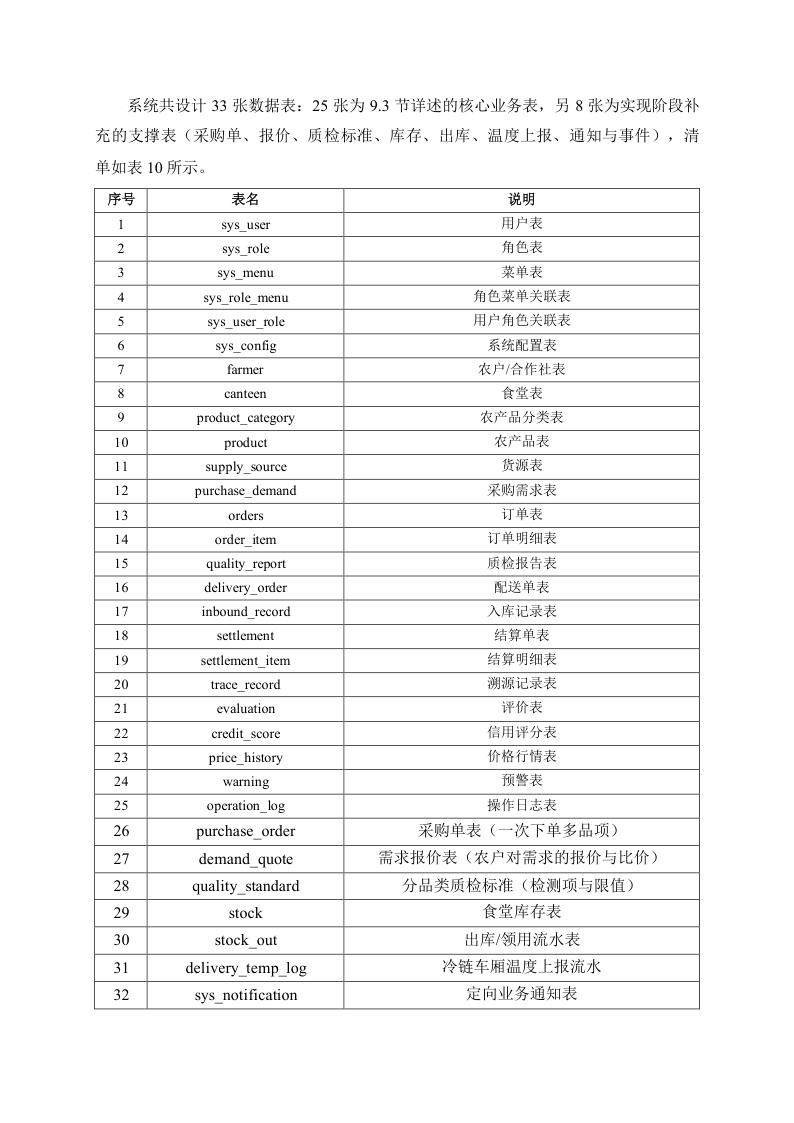 系统共设计 33 张数据表：25 张为 9.3 节详述的核心业务表，另 8 张为实现阶段补
充的支撑表（采购单、报价、质检标准、库存、出库、温度上报、通知与事件），清
单如表 10 所示。
序号 表名 说明
1 sys_user 用户表
2 sys_role 角色表
3 sys_menu 菜单表
4 sys_role_menu 角色菜单关联表
5 sys_user_role 用户角色关联表
6 sys_config 系统配置表
7 farmer 农户/合作社表
8 canteen 食堂表
9 product_category 农产品分类表
10 product 农产品表
11 supply_source 货源表
12 purchase_demand 采购需求表
13 orders 订单表
14 order_item 订单明细表
15 quality_report 质检报告表
16 delivery_order 配送单表
17 inbound_record 入库记录表
18 settlement 结算单表
19 settlement_item 结算明细表
20 trace_record 溯源记录表
21 evaluation 评价表
22 credit_score 信用评分表
23 price_history 价格行情表
24 warning 预警表
25 operation_log 操作日志表
26 purchase_order 采购单表（一次下单多品项）
27 demand_quote 需求报价表（农户对需求的报价与比价）
28 quality_standard 分品类质检标准（检测项与限值）
29 stock 食堂库存表
30 stock_out 出库/领用流水表
31 delivery_temp_log 冷链车厢温度上报流水
32 sys_notification 定向业务通知表